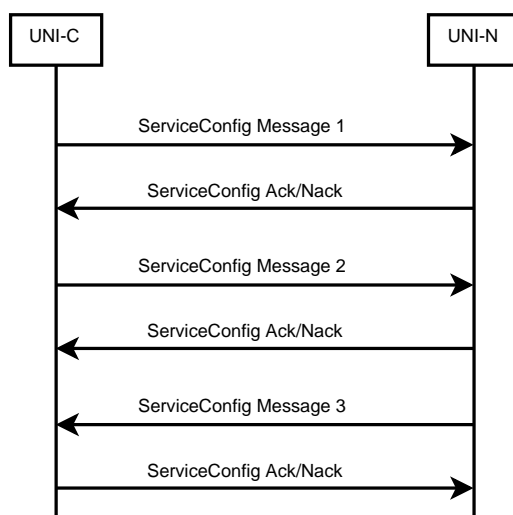 UNI-C
UNI-N
ServiceConfig Message 1
ServiceConfig Ack/Nack
ServiceConfig Message 2
ServiceConfig Ack/Nack
ServiceConfig Message 3
ServiceConfig Ack/Nack